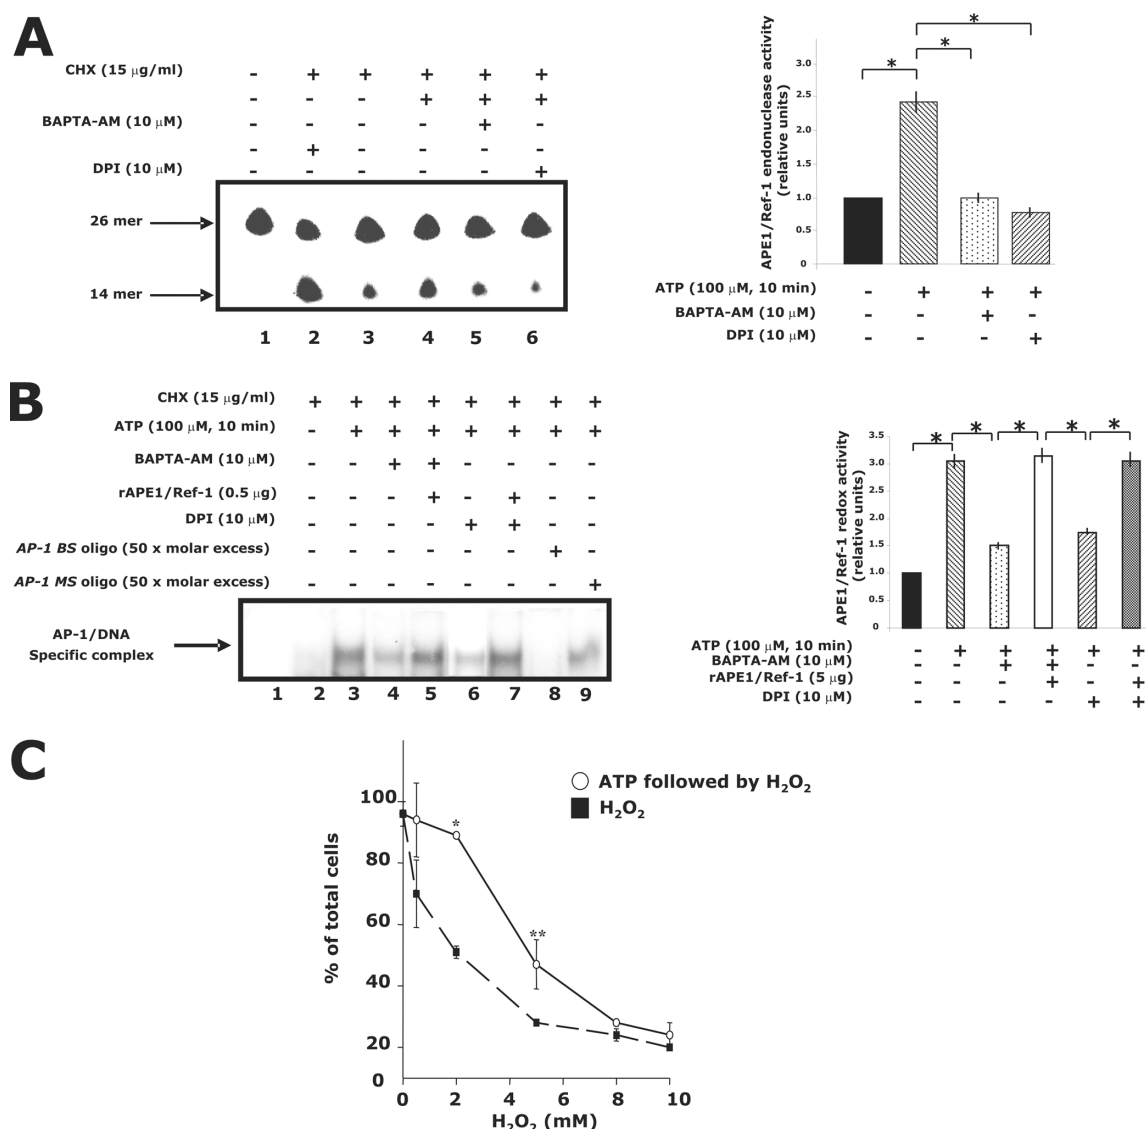 A
CHX (15 μg/ml) - + + + + +
- - - + + +
BAPTA-AM (10 μM) - - - - + -
- + - - - -
DPI (10 μM) - - - - - +
26 mer
14 mer
1 2 3 4 5 6
APE1/Ref-1 endonuclease activity
(relative units)
3.0
2.5
2.0
1.5
1.0
0.5
0
* * *
ATP (100 μM, 10 min) - + + +
BAPTA-AM (10 μM) - - + -
DPI (10 μM) - - - +
B
CHX (15 μg/ml) + + + + + + + +
ATP (100 μM, 10 min) - + + + + + + +
BAPTA-AM (10 μM) - - + + - - - -
rAPE1/Ref-1 (0.5 μg) - - - + - + - -
DPI (10 μM) - - - - + + - -
AP-1 BS oligo (50 x molar excess) - - - - - - + -
AP-1 MS oligo (50 x molar excess) - - - - - - - +
AP-1/DNA
Specific complex
1 2 3 4 5 6 7 8 9
APE1/Ref-1 redox activity
(relative units)
3.5
3.0
2.5
2.0
1.5
1.0
0.5
0
* * * * *
ATP (100 μM, 10 min) - + + + + +
BAPTA-AM (10 μM) - - + + - -
rAPE1/Ref-1 (5 μg) - - - + - +
DPI (10 μM) - - - - + +
C
ATP followed by H₂O₂
H₂O₂
% of total cells
100
80
60
40
20
0
*
**
0 2 4 6 8 10
H₂O₂ (mM)